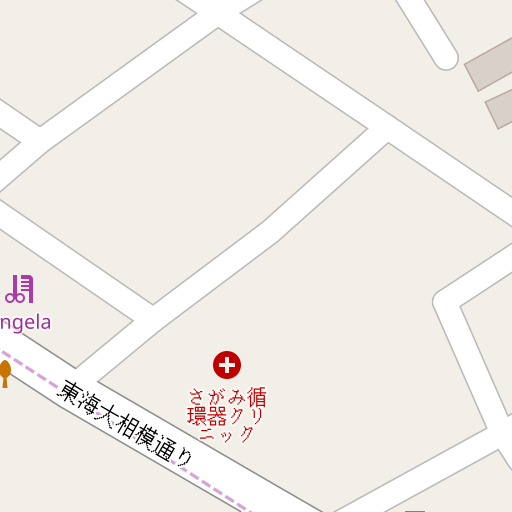 ngela
さがみ循
環器クリ
ニック
東海大相模通り